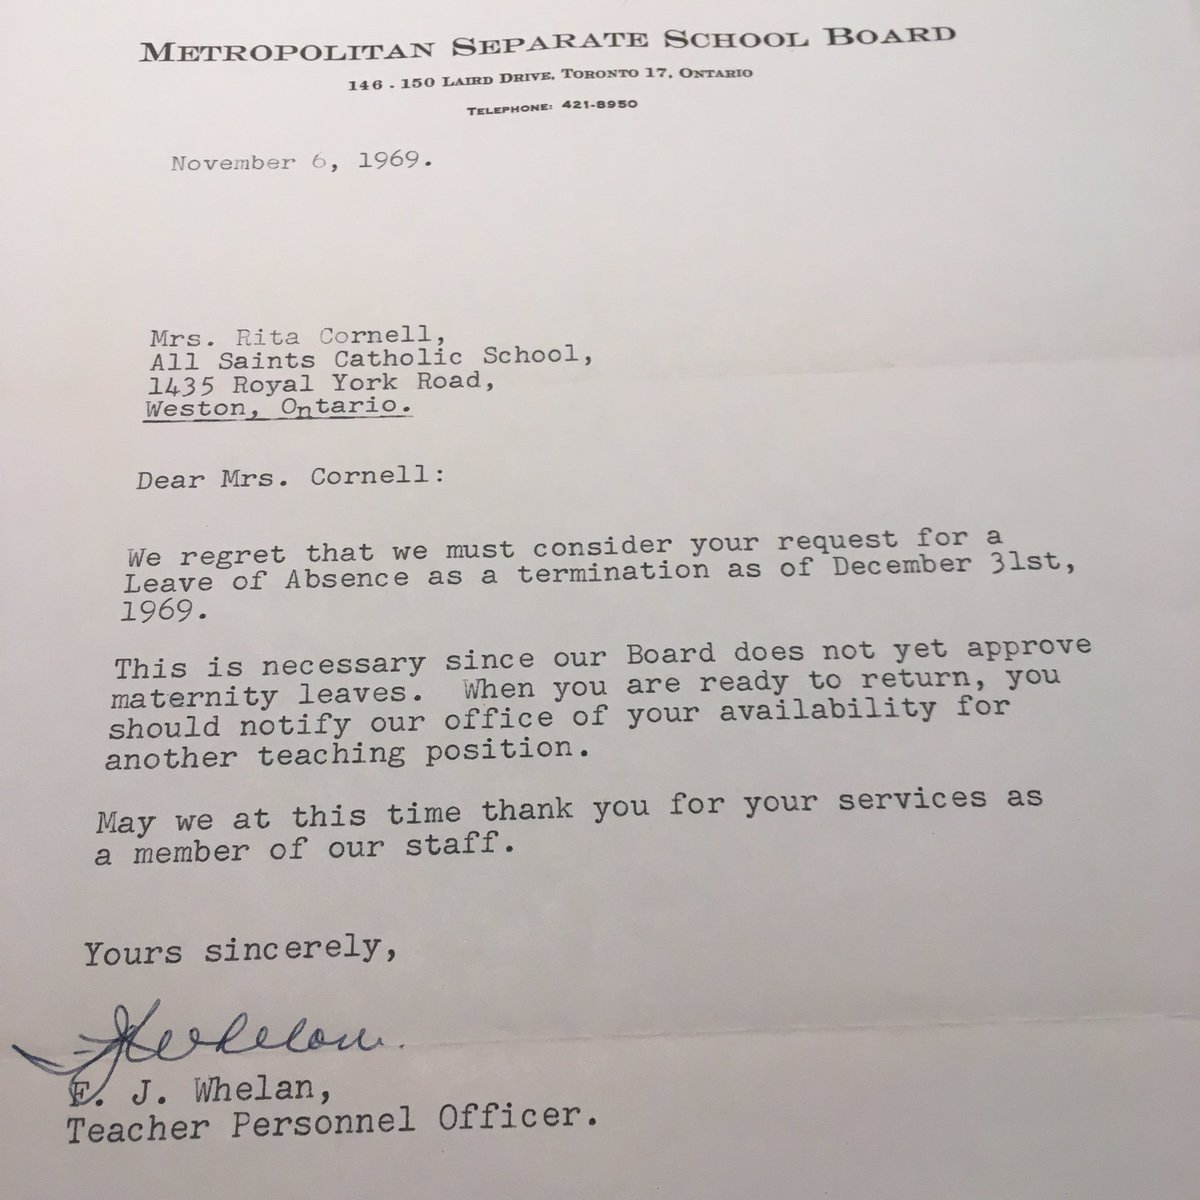 METROPOLITAN SEPARATE SCHOOL BOARD
146 - 150 LAIRD DRIVE, TORONTO 17, ONTARIO
TELEPHONE: 421-8950
November 6, 1969.
Mrs. Rita Cornell,
All Saints Catholic School,
1435 Royal York Road,
Weston, Ontario.
Dear Mrs. Cornell:
We regret that we must consider your request for a
Leave of Absence as a termination as of December 31st,
1969.
This is necessary since our Board does not yet approve
maternity leaves.  When you are ready to return, you
should notify our office of your availability for
another teaching position.
May we at this time thank you for your services as
a member of our staff.
Yours sincerely,
J Whelan.
J. Whelan,
Teacher Personnel Officer.